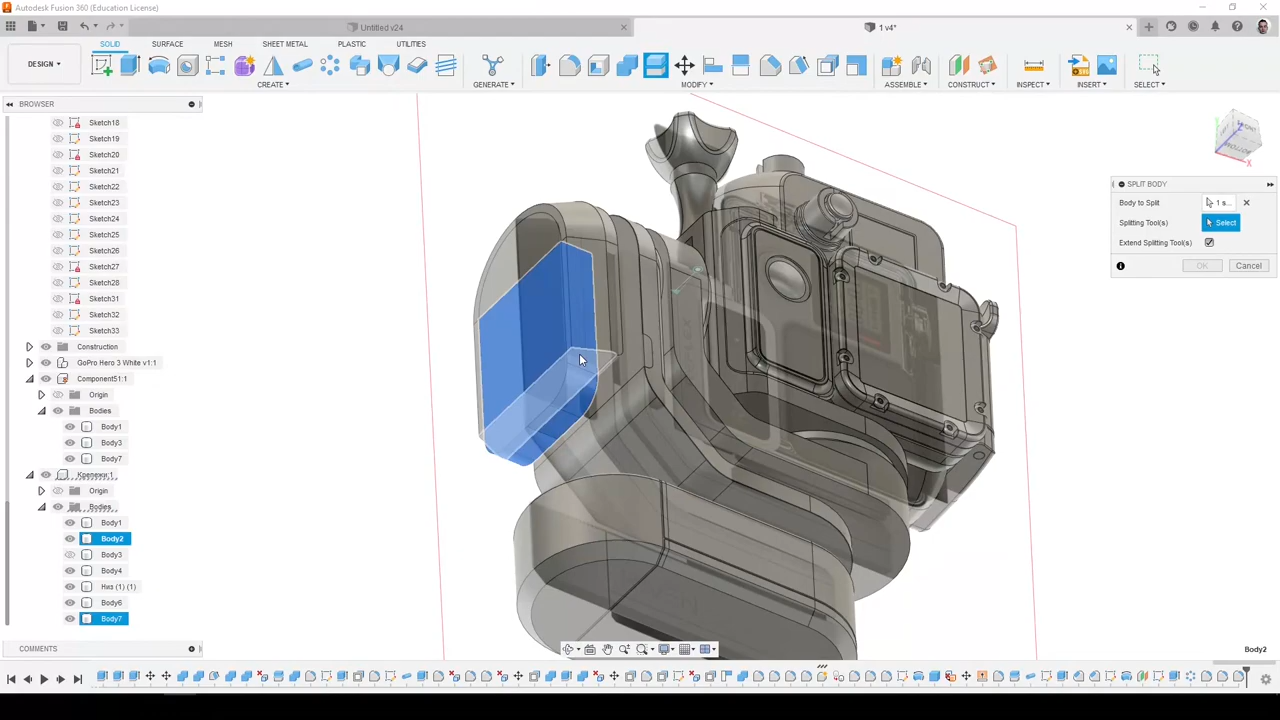 Autodesk Fusion 360 (Education License)
Untitled v24
1 v4*
SOLID SURFACE MESH SHEET METAL PLASTIC UTILITIES
DESIGN
CREATE GENERATE MODIFY ASSEMBLE CONSTRUCT INSPECT INSERT SELECT
BROWSER
Sketch18
Sketch19
Sketch20
Sketch21
Sketch22
Sketch23
Sketch24
Sketch25
Sketch26
Sketch27
Sketch28
Sketch31
Sketch32
Sketch33
Construction
GoPro Hero 3 White v1:1
Component51:1
Origin
Bodies
Body1
Body3
Body7
Крепежи:1
Origin
Bodies
Body1
Body2
Body3
Body4
Низ (1) (1)
Body6
Body7
COMMENTS
SPLIT BODY
Body to Split 1 s...
Splitting Tool(s) Select
Extend Splitting Tool(s)
OK Cancel
Body2